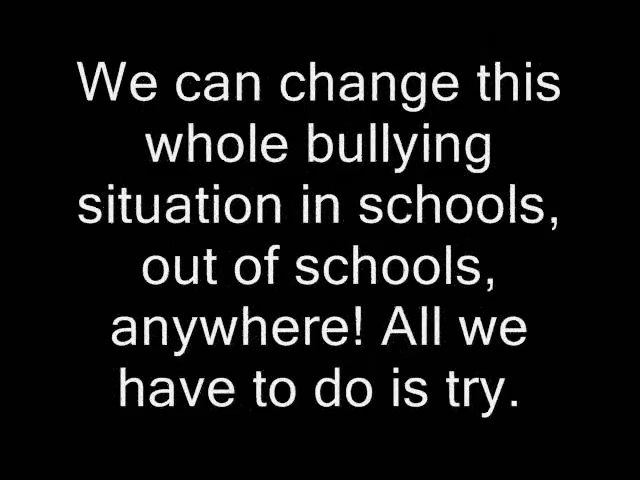 We can change this
whole bullying
situation in schools,
out of schools,
anywhere! All we
have to do is try.